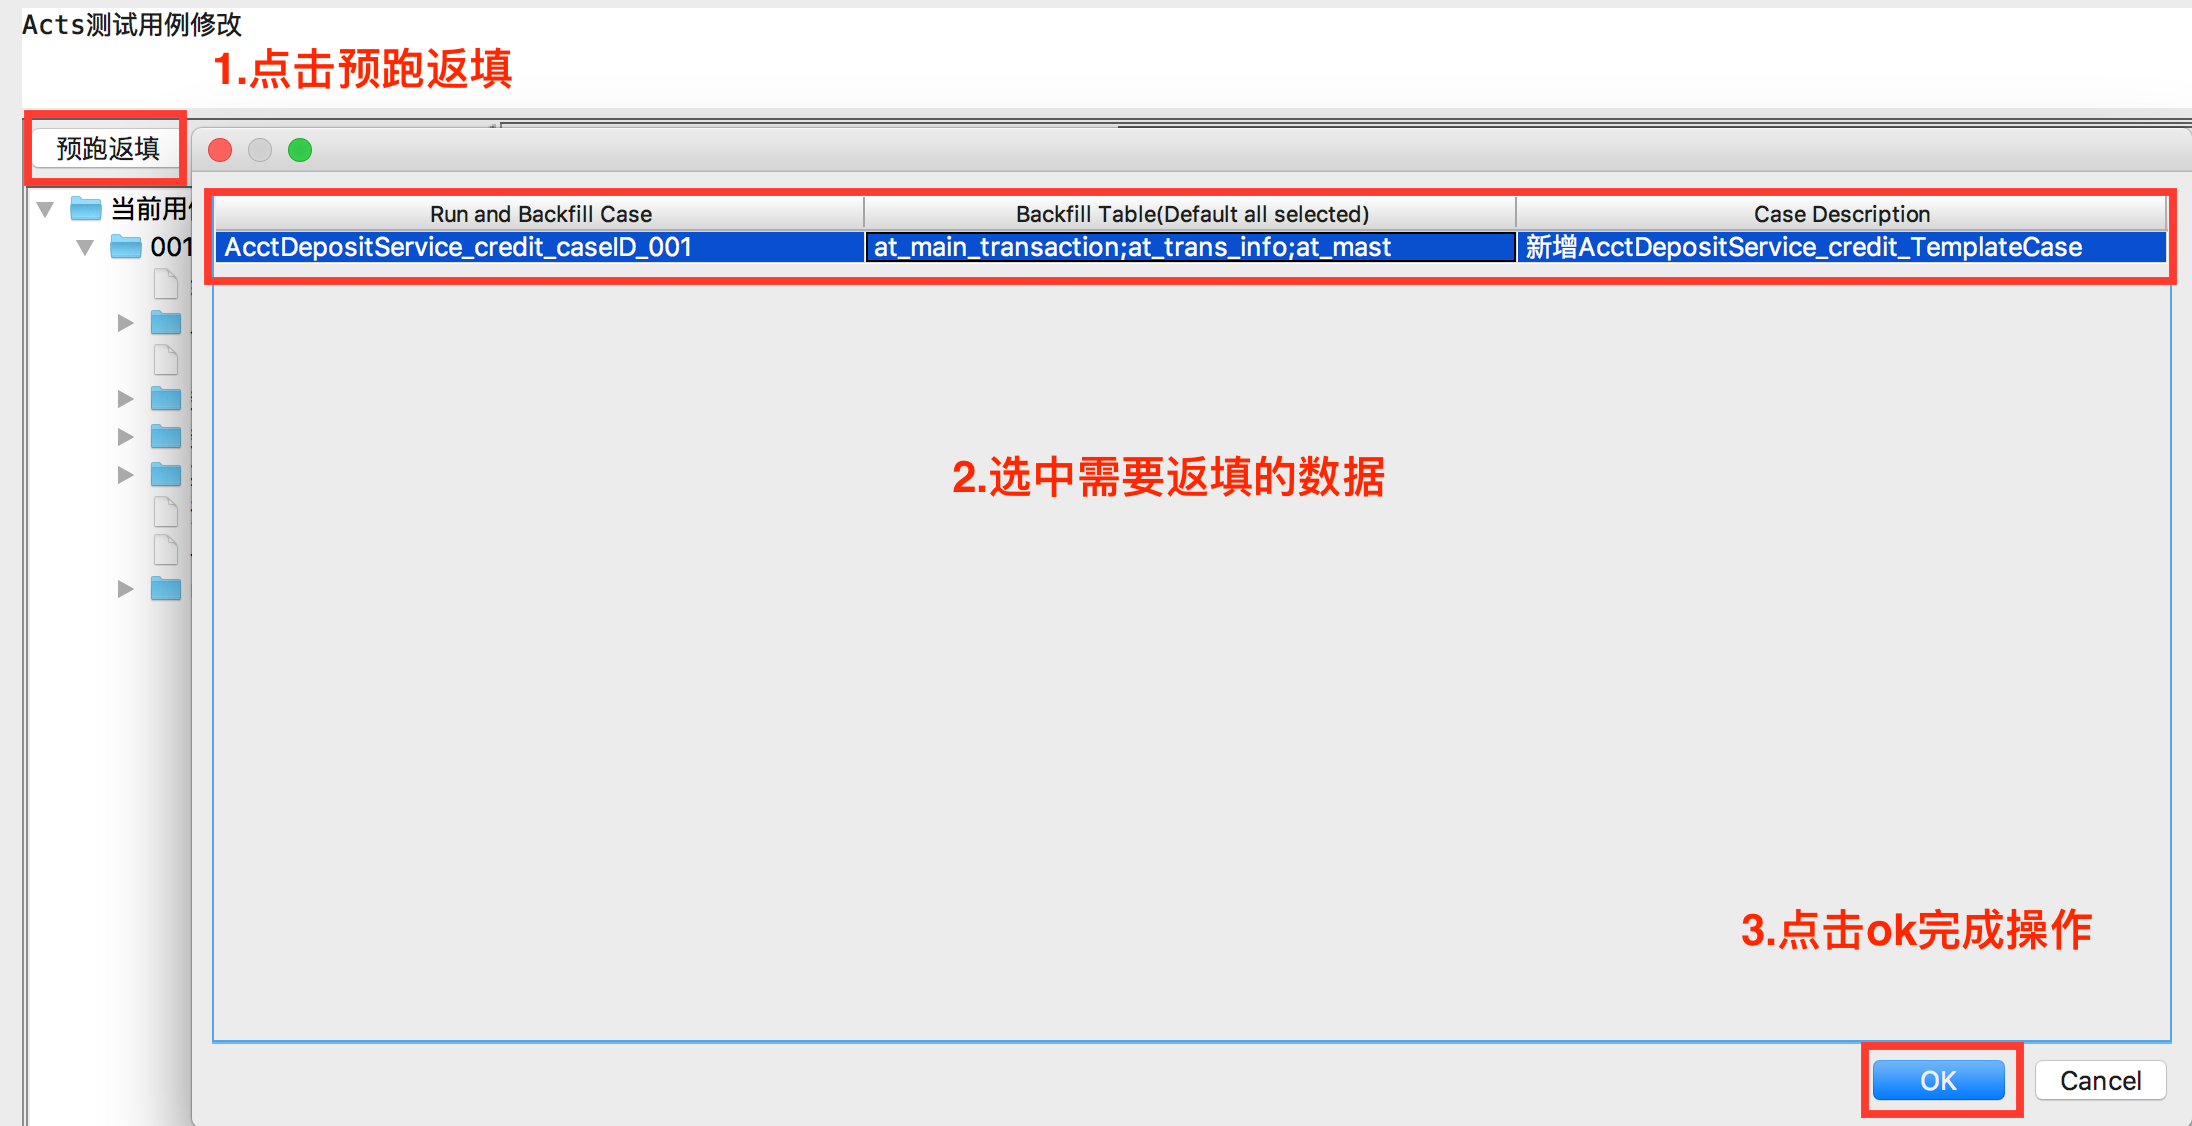 Acts测试用例修改
1.点击预跑返填
预跑返填
当前用
001
Run and Backfill Case
Backfill Table(Default all selected)
Case Description
AcctDepositService_credit_caseID_001
at_main_transaction;at_trans_info;at_mast
新增AcctDepositService_credit_TemplateCase
2.选中需要返填的数据
3.点击ok完成操作
OK
Cancel